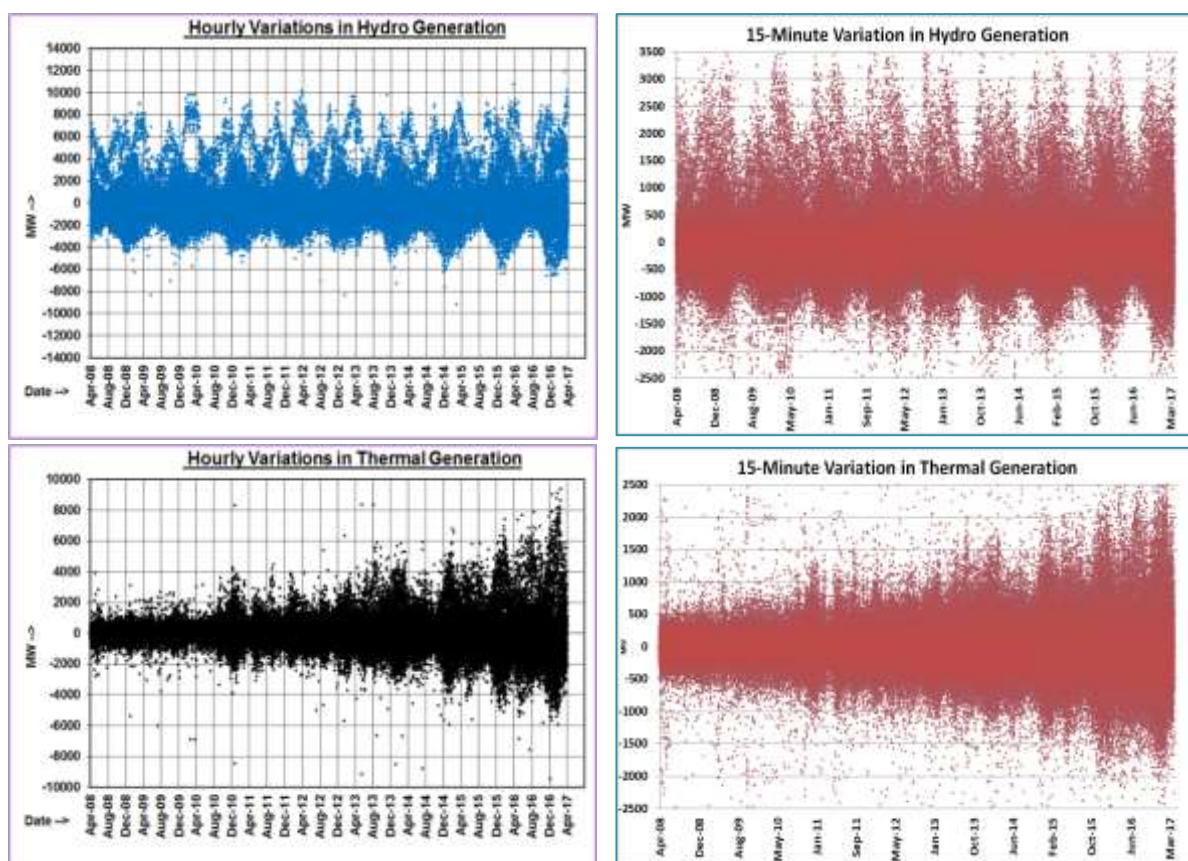 Hourly Variations in Hydro Generation
14000
12000
10000
8000
6000
4000
2000
0
-2000
-4000
-6000
-8000
-10000
-12000
-14000
MW -->
Date -->
Apr-08
Aug-08
Dec-08
Apr-09
Aug-09
Dec-09
Apr-10
Aug-10
Dec-10
Apr-11
Aug-11
Dec-11
Apr-12
Aug-12
Dec-12
Apr-13
Aug-13
Dec-13
Apr-14
Aug-14
Dec-14
Apr-15
Aug-15
Dec-15
Apr-16
Aug-16
Dec-16
Apr-17
15-Minute Variation in Hydro Generation
3500
3000
2500
2000
1500
1000
500
0
-500
-1000
-1500
-2000
-2500
MW
Apr-08
Dec-08
Aug-09
May-10
Jan-11
Sep-11
May-12
Jan-13
Oct-13
Jun-14
Feb-15
Oct-15
Jun-16
Mar-17
Hourly Variations in Thermal Generation
10000
8000
6000
4000
2000
0
-2000
-4000
-6000
-8000
-10000
MW -->
Date -->
Apr-08
Aug-08
Dec-08
Apr-09
Aug-09
Dec-09
Apr-10
Aug-10
Dec-10
Apr-11
Aug-11
Dec-11
Apr-12
Aug-12
Dec-12
Apr-13
Aug-13
Dec-13
Apr-14
Aug-14
Dec-14
Apr-15
Aug-15
Dec-15
Apr-16
Aug-16
Dec-16
Apr-17
15-Minute Variation in Thermal Generation
2500
2000
1500
1000
500
0
-500
-1000
-1500
-2000
-2500
MW
Apr-08
Dec-08
Aug-09
May-10
Jan-11
Sep-11
May-12
Jan-13
Oct-13
Jun-14
Feb-15
Oct-15
Jun-16
Mar-17